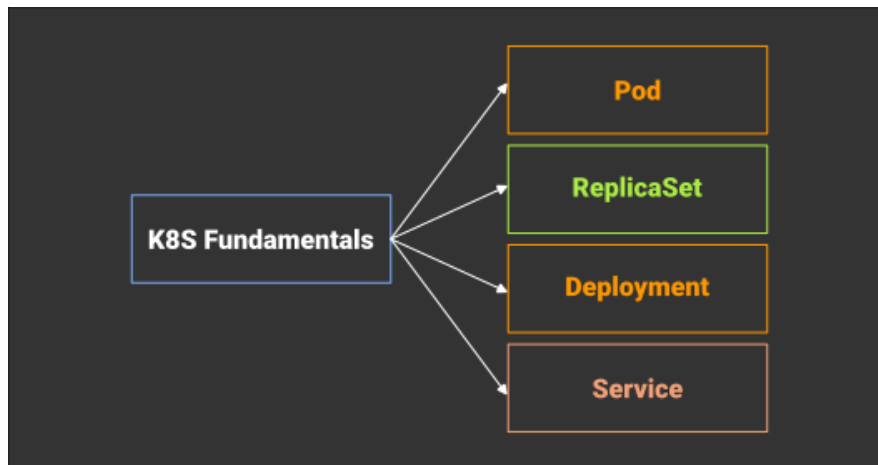 K8S Fundamentals
Pod
ReplicaSet
Deployment
Service